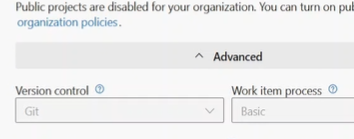 Public projects are disabled for your organization. You can turn on
organization policies.
Advanced
Version control
Work item process
Git
Basic